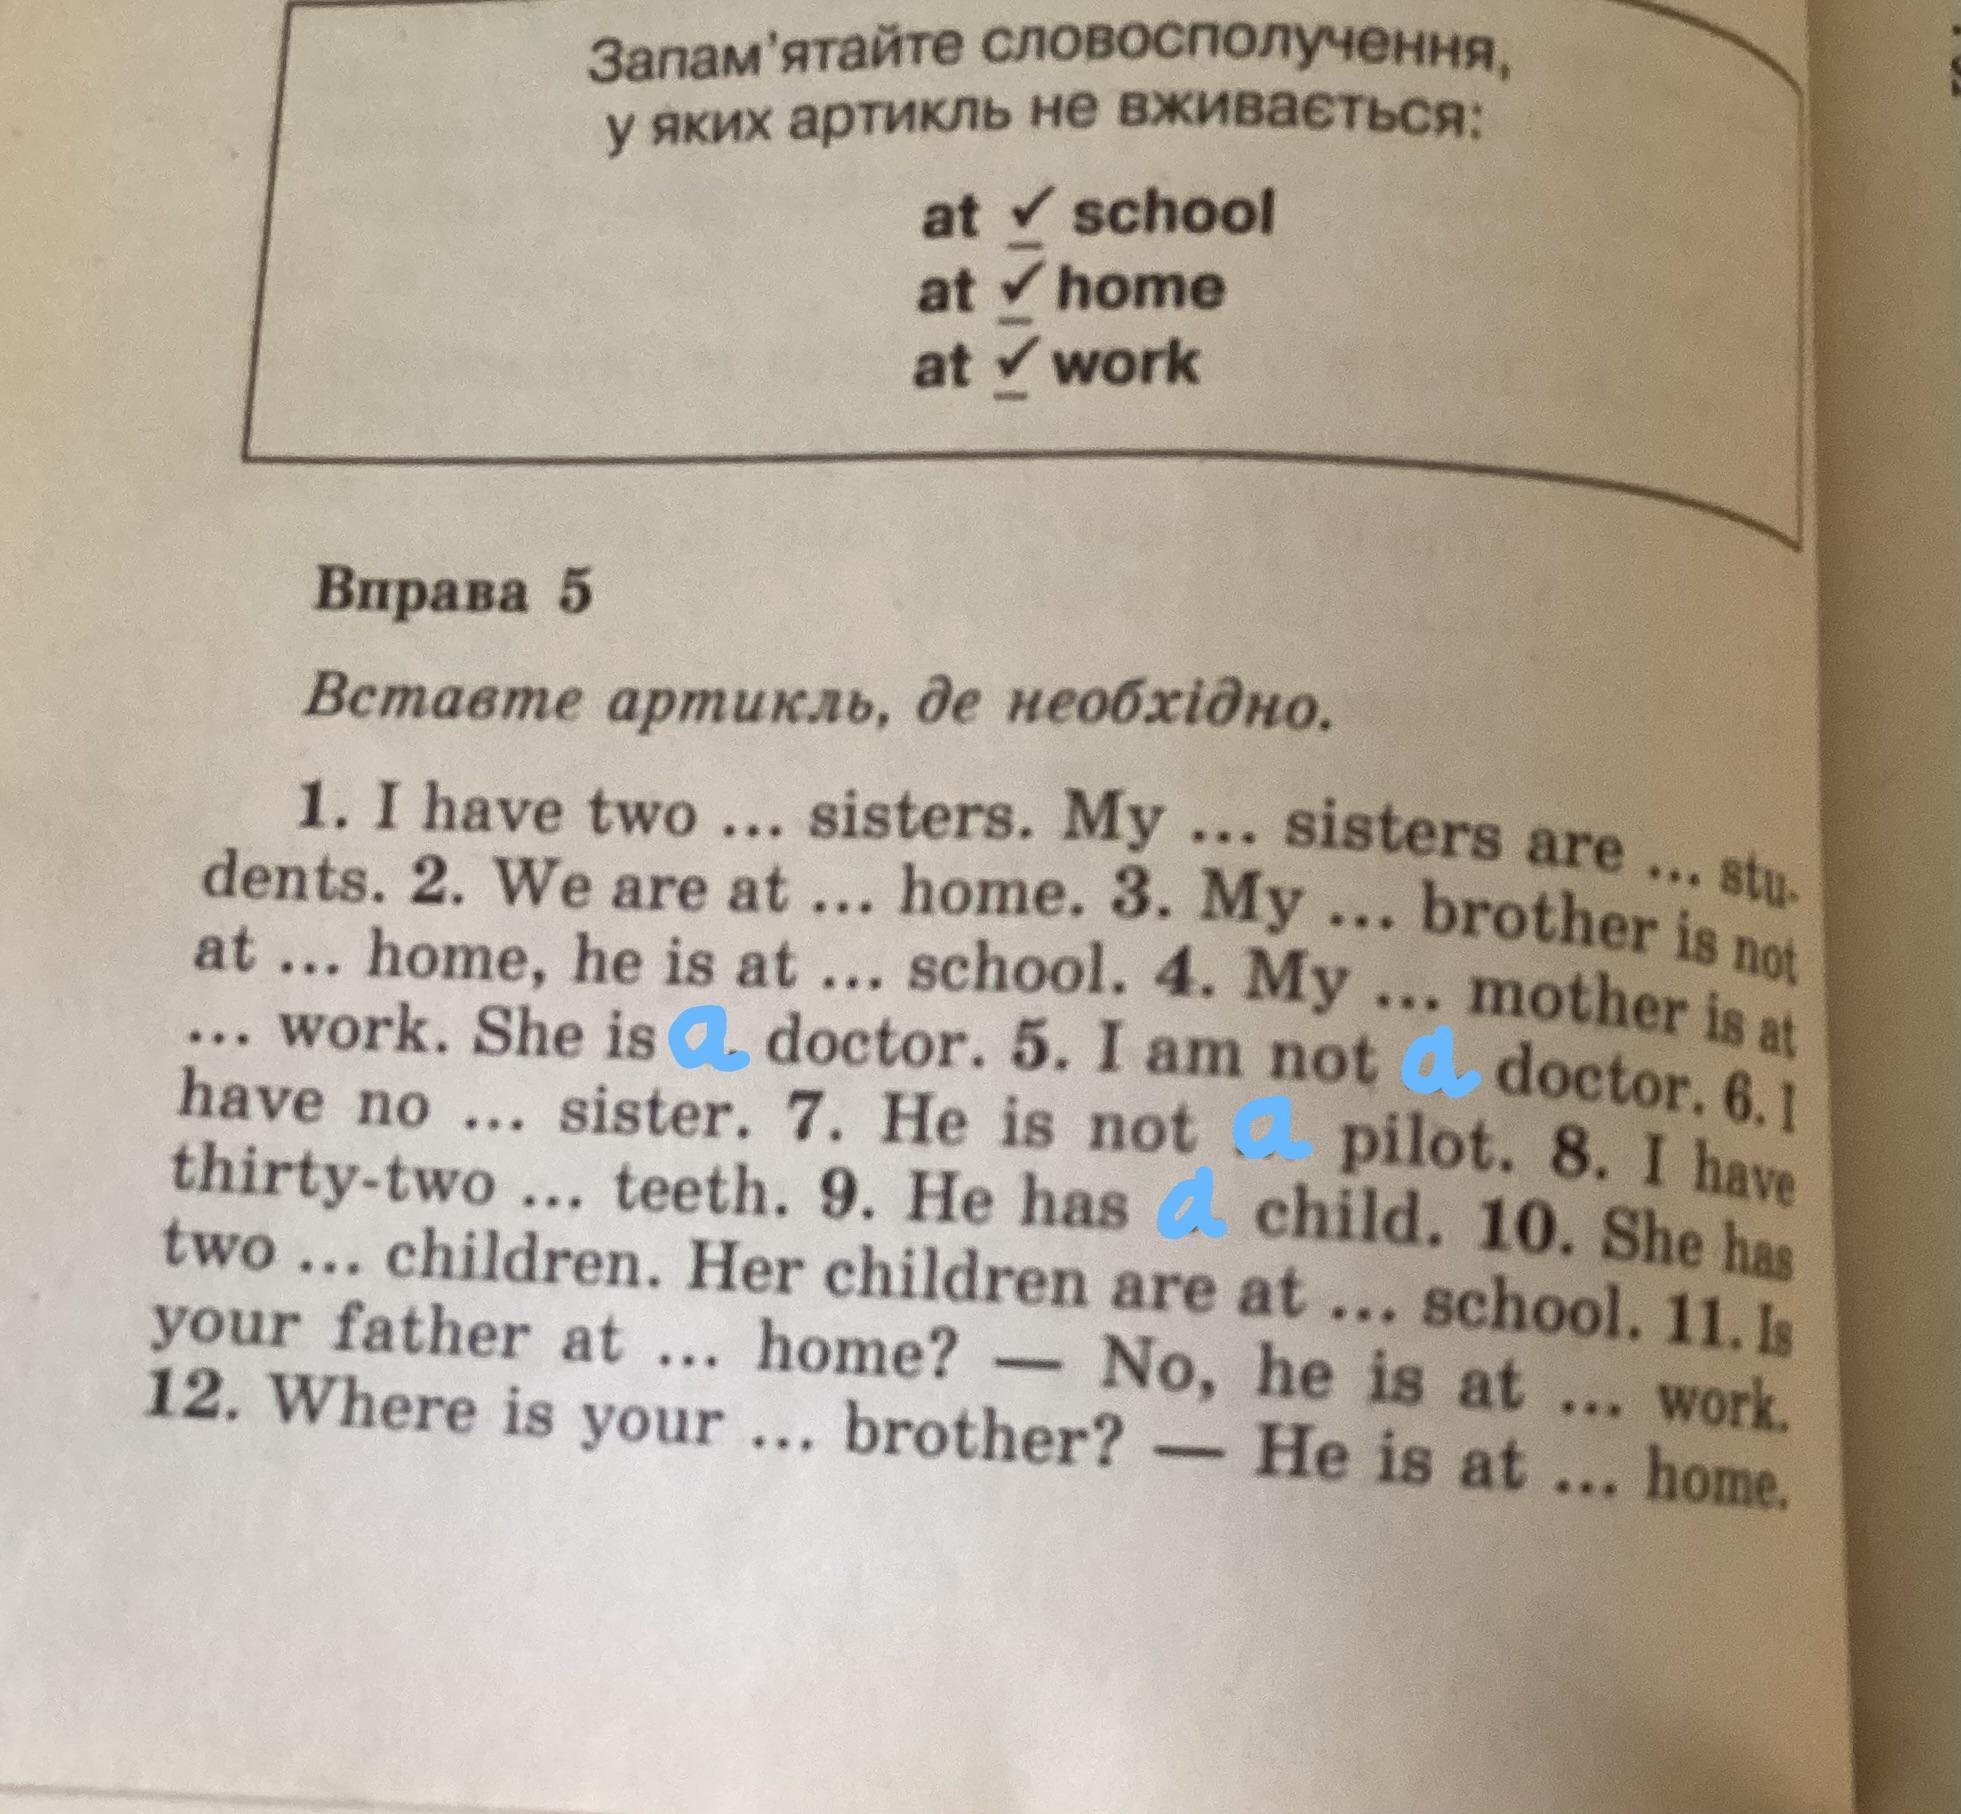 Запам’ятайте словосполучення,
у яких артикль не вживається:
at ✓ school
at ✓ home
at ✓ work
Вправа 5
Вставте артикль, де необхідно.
1. I have two ... sisters. My ... sisters are ... stu-
dents. 2. We are at ... home. 3. My ... brother is not
at ... home, he is at ... school. 4. My ... mother is at
... work. She is a doctor. 5. I am not a doctor. 6. I
have no ... sister. 7. He is not a pilot. 8. I have
thirty-two ... teeth. 9. He has a child. 10. She has
two ... children. Her children are at ... school. 11. Is
your father at ... home? — No, he is at ... work.
12. Where is your ... brother? — He is at ... home.